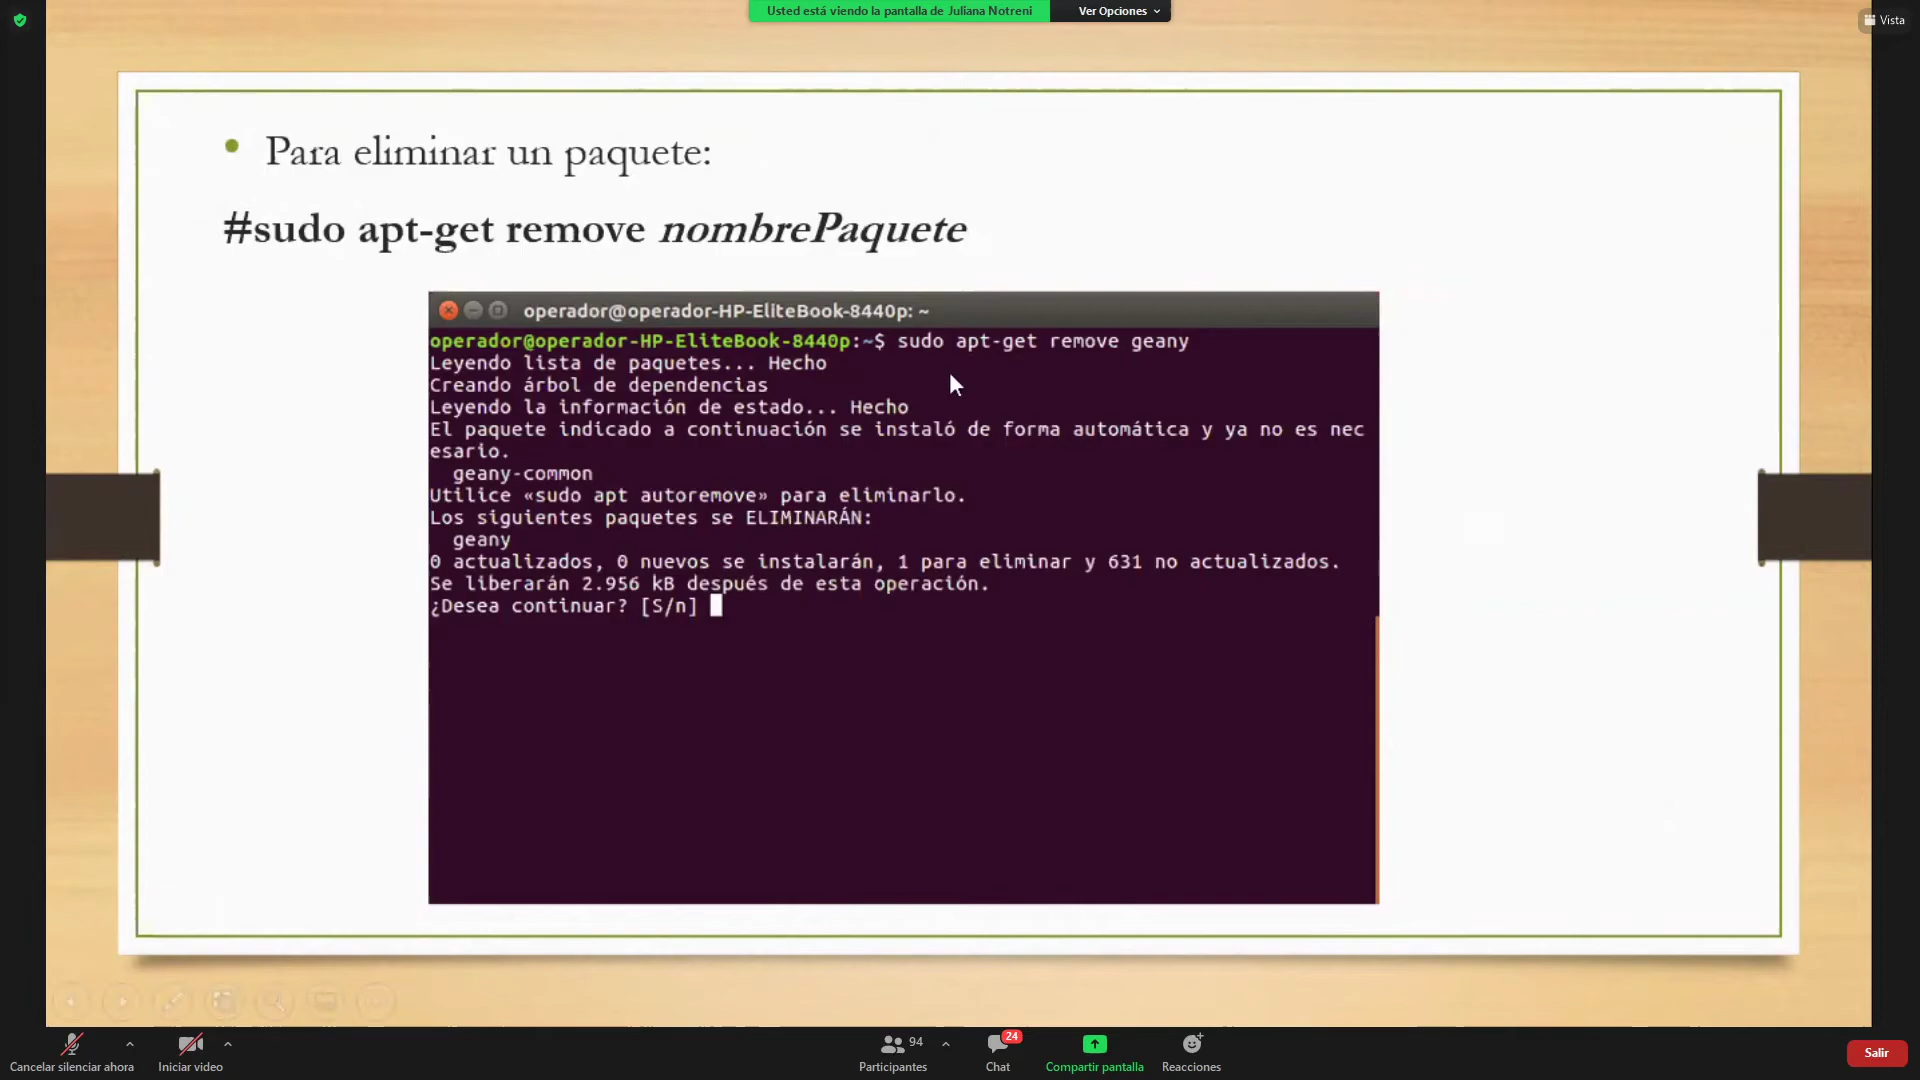 Usted está viendo la pantalla de Juliana Notreni
Ver Opciones
Vista
Para eliminar un paquete:
#sudo apt-get remove nombrePaquete
operador@operador-HP-EliteBook-8440p: ~
operador@operador-HP-EliteBook-8440p:~$ sudo apt-get remove geany
Leyendo lista de paquetes... Hecho
Creando árbol de dependencias
Leyendo la información de estado... Hecho
El paquete indicado a continuación se instaló de forma automática y ya no es nec
esario.
geany-common
Utilice «sudo apt autoremove» para eliminarlo.
Los siguientes paquetes se ELIMINARÁN:
geany
0 actualizados, 0 nuevos se instalarán, 1 para eliminar y 631 no actualizados.
Se liberarán 2.956 kB después de esta operación.
¿Desea continuar? [S/n]
94
24
Cancelar silenciar ahora
Iniciar video
Participantes
Chat
Compartir pantalla
Reacciones
Salir